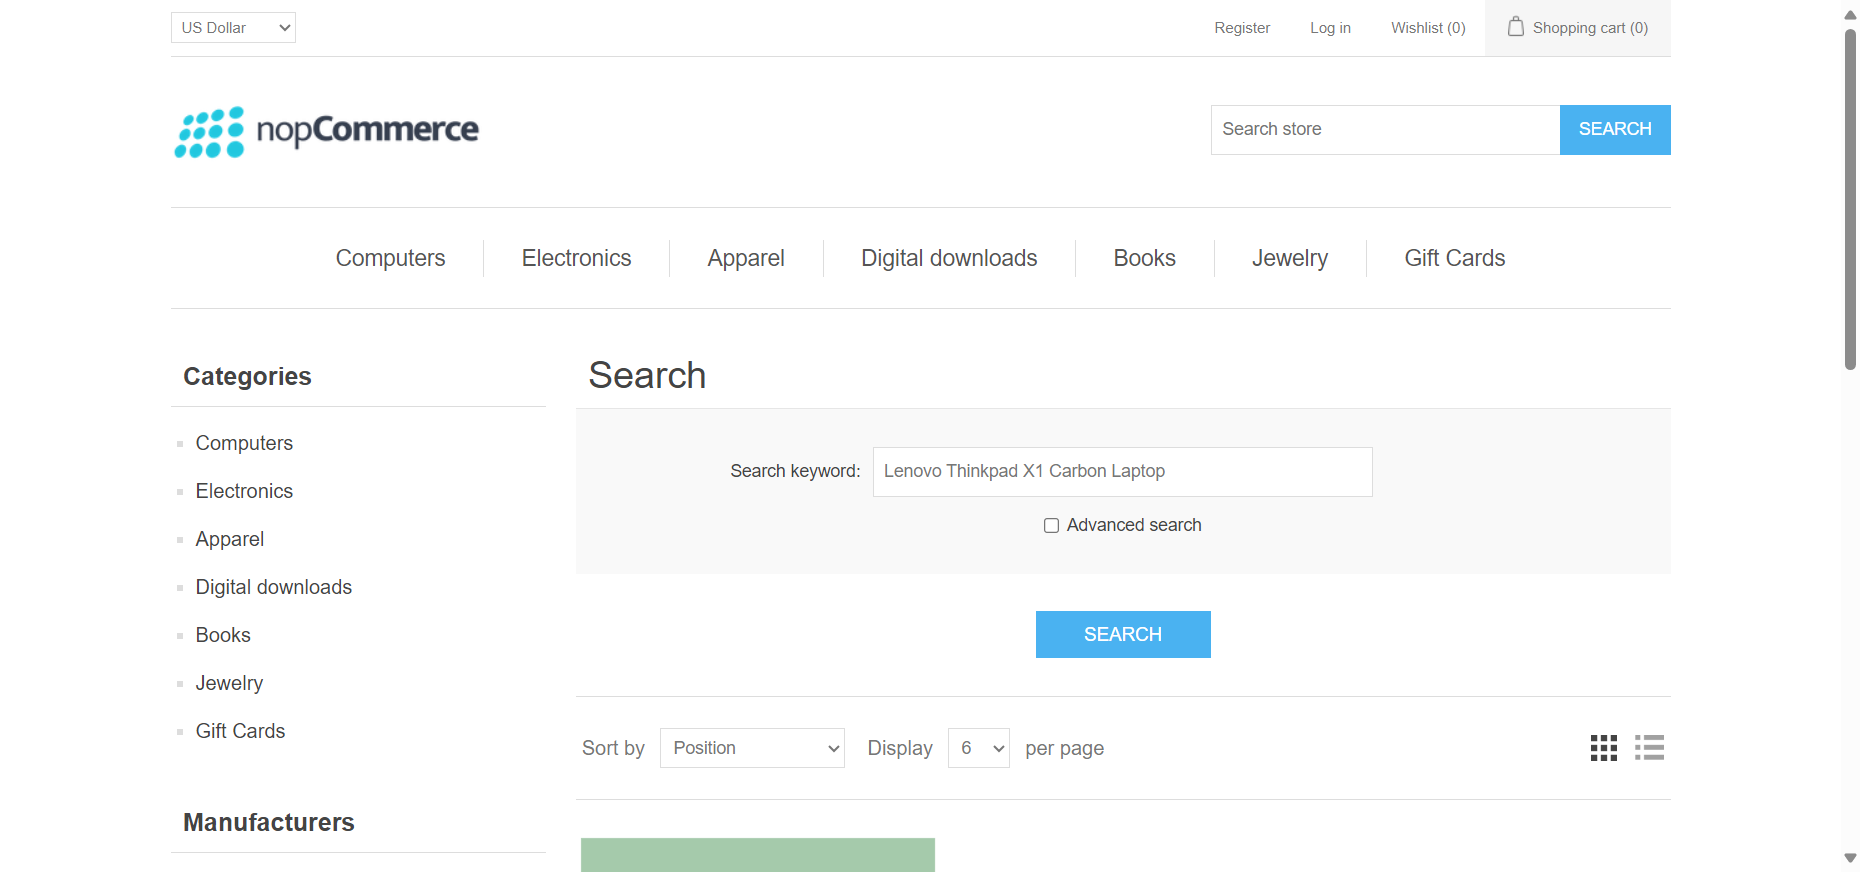 US Dollar
Register
Log in
Wishlist (0)
Shopping cart (0)
nopCommerce
Search store
SEARCH
Computers
Electronics
Apparel
Digital downloads
Books
Jewelry
Gift Cards
Categories
Computers
Electronics
Apparel
Digital downloads
Books
Jewelry
Gift Cards
Manufacturers
Search
Search keyword: Lenovo Thinkpad X1 Carbon Laptop
Advanced search
SEARCH
Sort by Position Display 6 per page